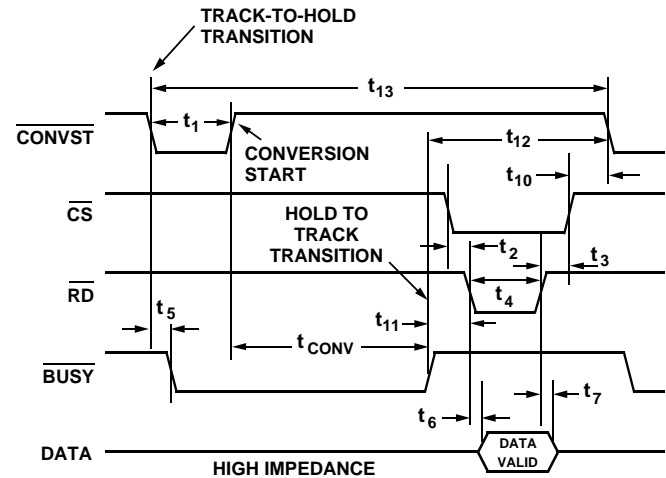 TRACK-TO-HOLD
TRANSITION
t13
t1
t12
CONVST
CONVERSION
START
t10
CS
HOLD TO
TRACK
TRANSITION
t2
t3
RD
t4
t5
t11
tCONV
BUSY
t6
t7
DATA
DATA
VALID
HIGH IMPEDANCE